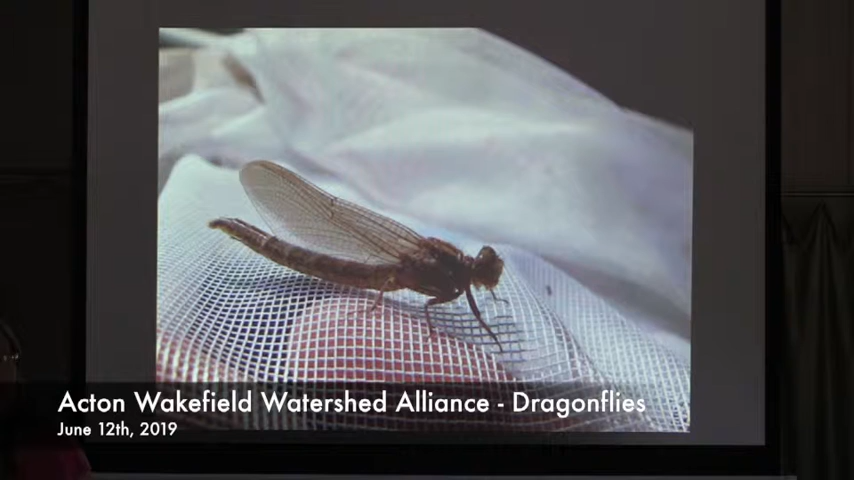 Acton Wakefield Watershed Alliance - Dragonflies
June 12th, 2019